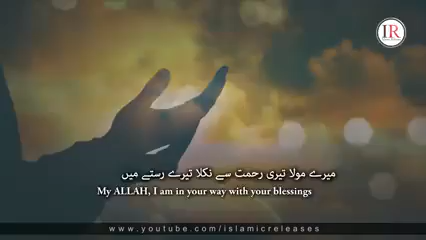 IR
میرے مولا تیری رحمت سے نکلا تیرے رستے میں
My ALLAH, I am in your way with your blessings
www.youtube.com/islamicreleases